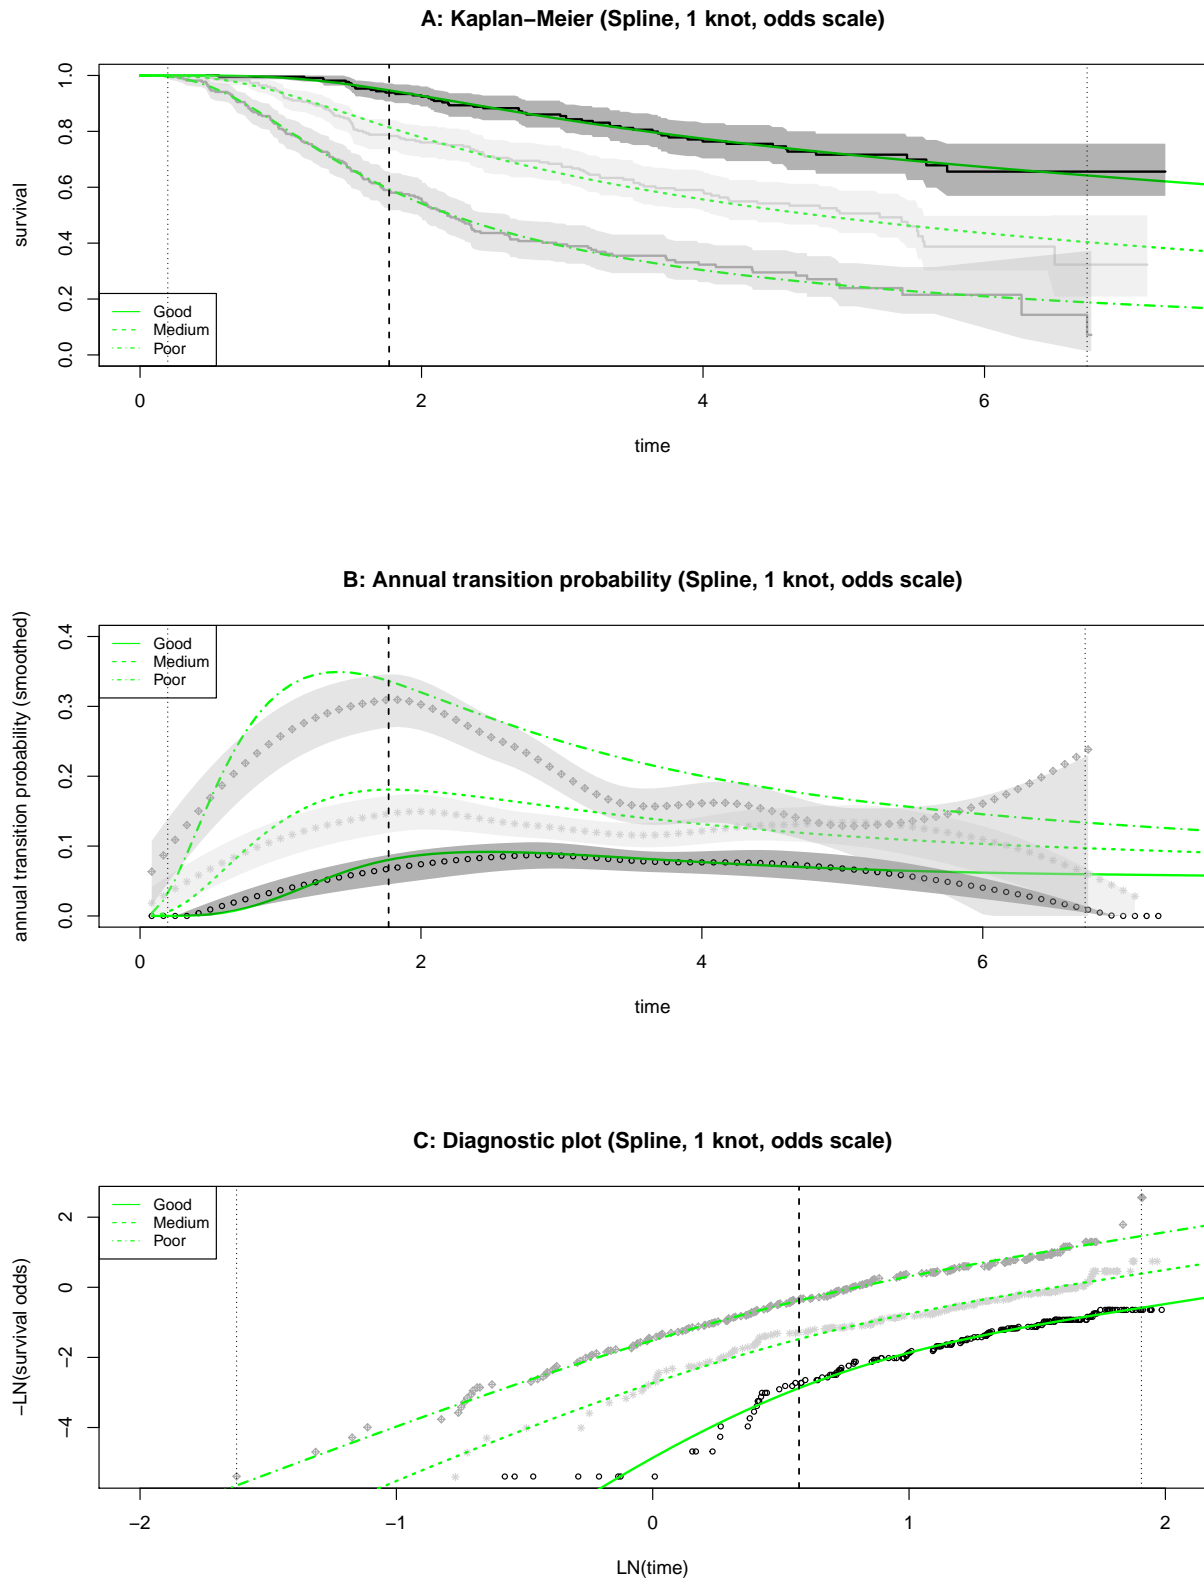 A: Kaplan−Meier (Spline, 1 knot, odds scale)
survival
1.0
0.8
0.6
0.4
0.2
0.0
Good
Medium
Poor
0 2 4 6
time
B: Annual transition probability (Spline, 1 knot, odds scale)
annual transition probability (smoothed)
0.4
0.3
0.2
0.1
0.0
Good
Medium
Poor
0 2 4 6
time
C: Diagnostic plot (Spline, 1 knot, odds scale)
−LN(survival odds)
2
0
−2
−4
Good
Medium
Poor
−2 −1 0 1 2
LN(time)